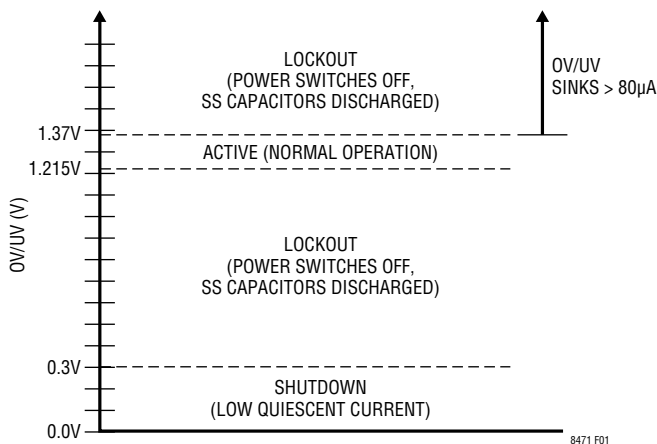 LOCKOUT
(POWER SWITCHES OFF,
SS CAPACITORS DISCHARGED)
OV/UV
SINKS > 80µA
1.37V
ACTIVE (NORMAL OPERATION)
1.215V
OV/UV (V)
LOCKOUT
(POWER SWITCHES OFF,
SS CAPACITORS DISCHARGED)
0.3V
SHUTDOWN
(LOW QUIESCENT CURRENT)
0.0V
8471 F01